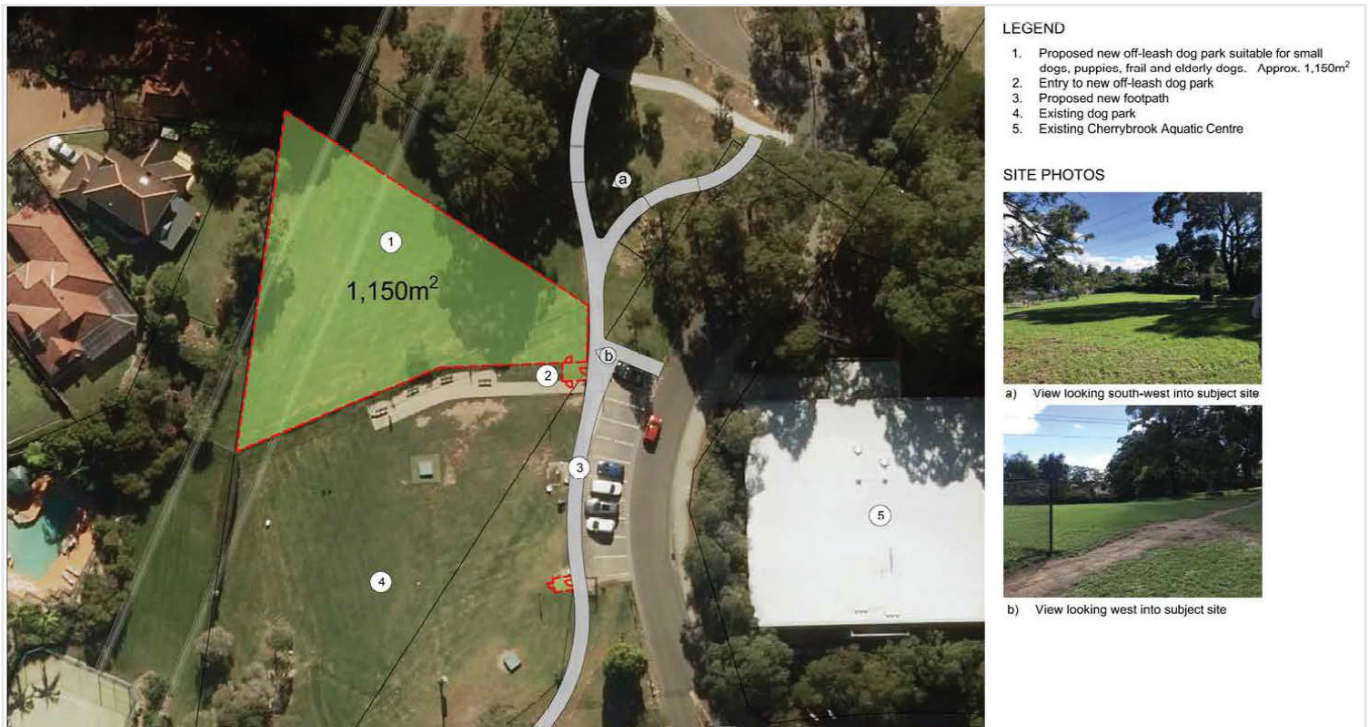 1
1,150m²
2
3
4
5
a
b
LEGEND
1. Proposed new off-leash dog park suitable for small
dogs, puppies, frail and elderly dogs. Approx. 1,150m²
2. Entry to new off-leash dog park
3. Proposed new footpath
4. Existing dog park
5. Existing Cherrybrook Aquatic Centre
SITE PHOTOS
a) View looking south-west into subject site
b) View looking west into subject site